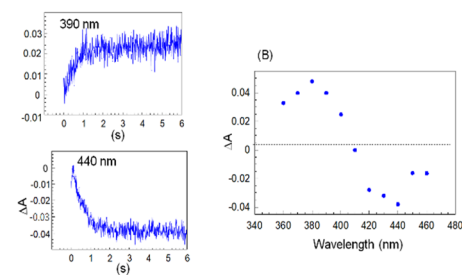 390 nm
0.03
0.02
0.01
0
-0.01
0 1 2 3 4 5 6
(s)
440 nm
0
-0.01
-0.02
-0.03
-0.04
ΔA
0 1 2 3 4 5 6
(s)
(B)
0.04
0.02
0
-0.02
-0.04
ΔA
340 360 380 400 420 440 460 480
Wavelength (nm)